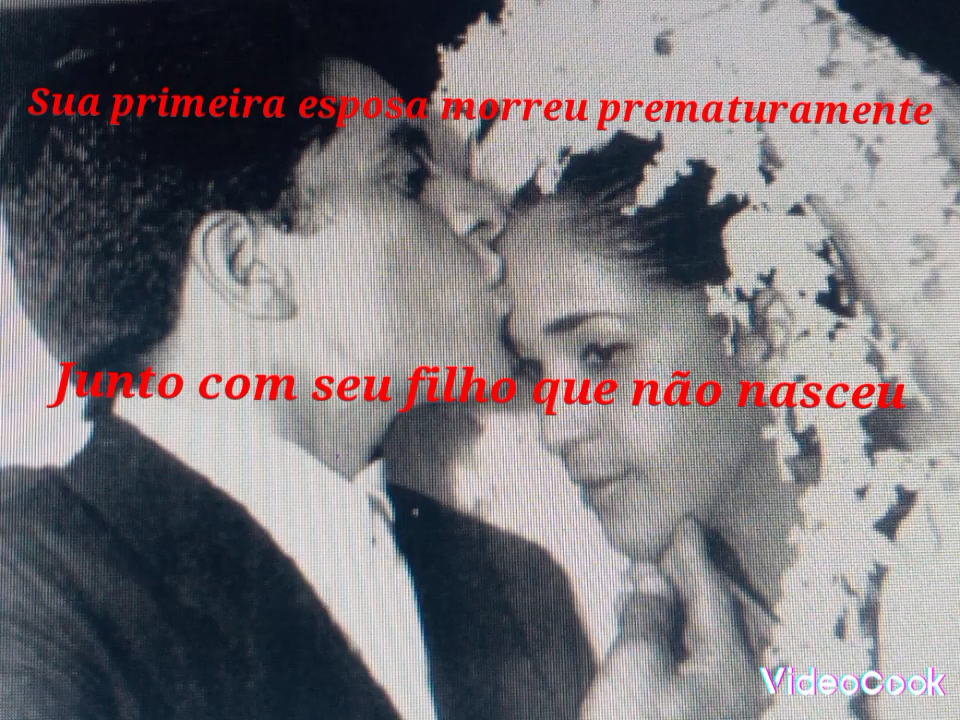 Sua primeira esposa morreu prematuramente
Junto com seu filho que não nasceu
VideoCook